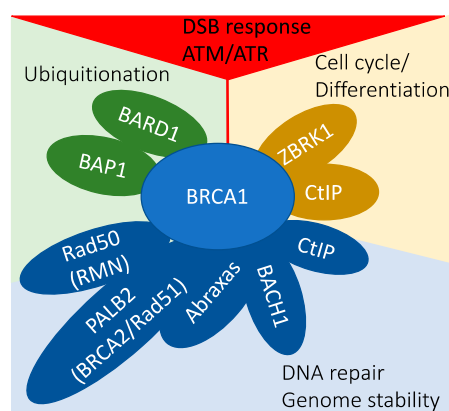 DSB response
ATM/ATR
Ubiquitionation
Cell cycle/
Differentiation
BARD1
BAP1
ZBRK1
CtIP
BRCA1
Rad50
(RMN)
PALB2
(BRCA2/Rad51)
Abraxas
BACH1
CtIP
DNA repair
Genome stability